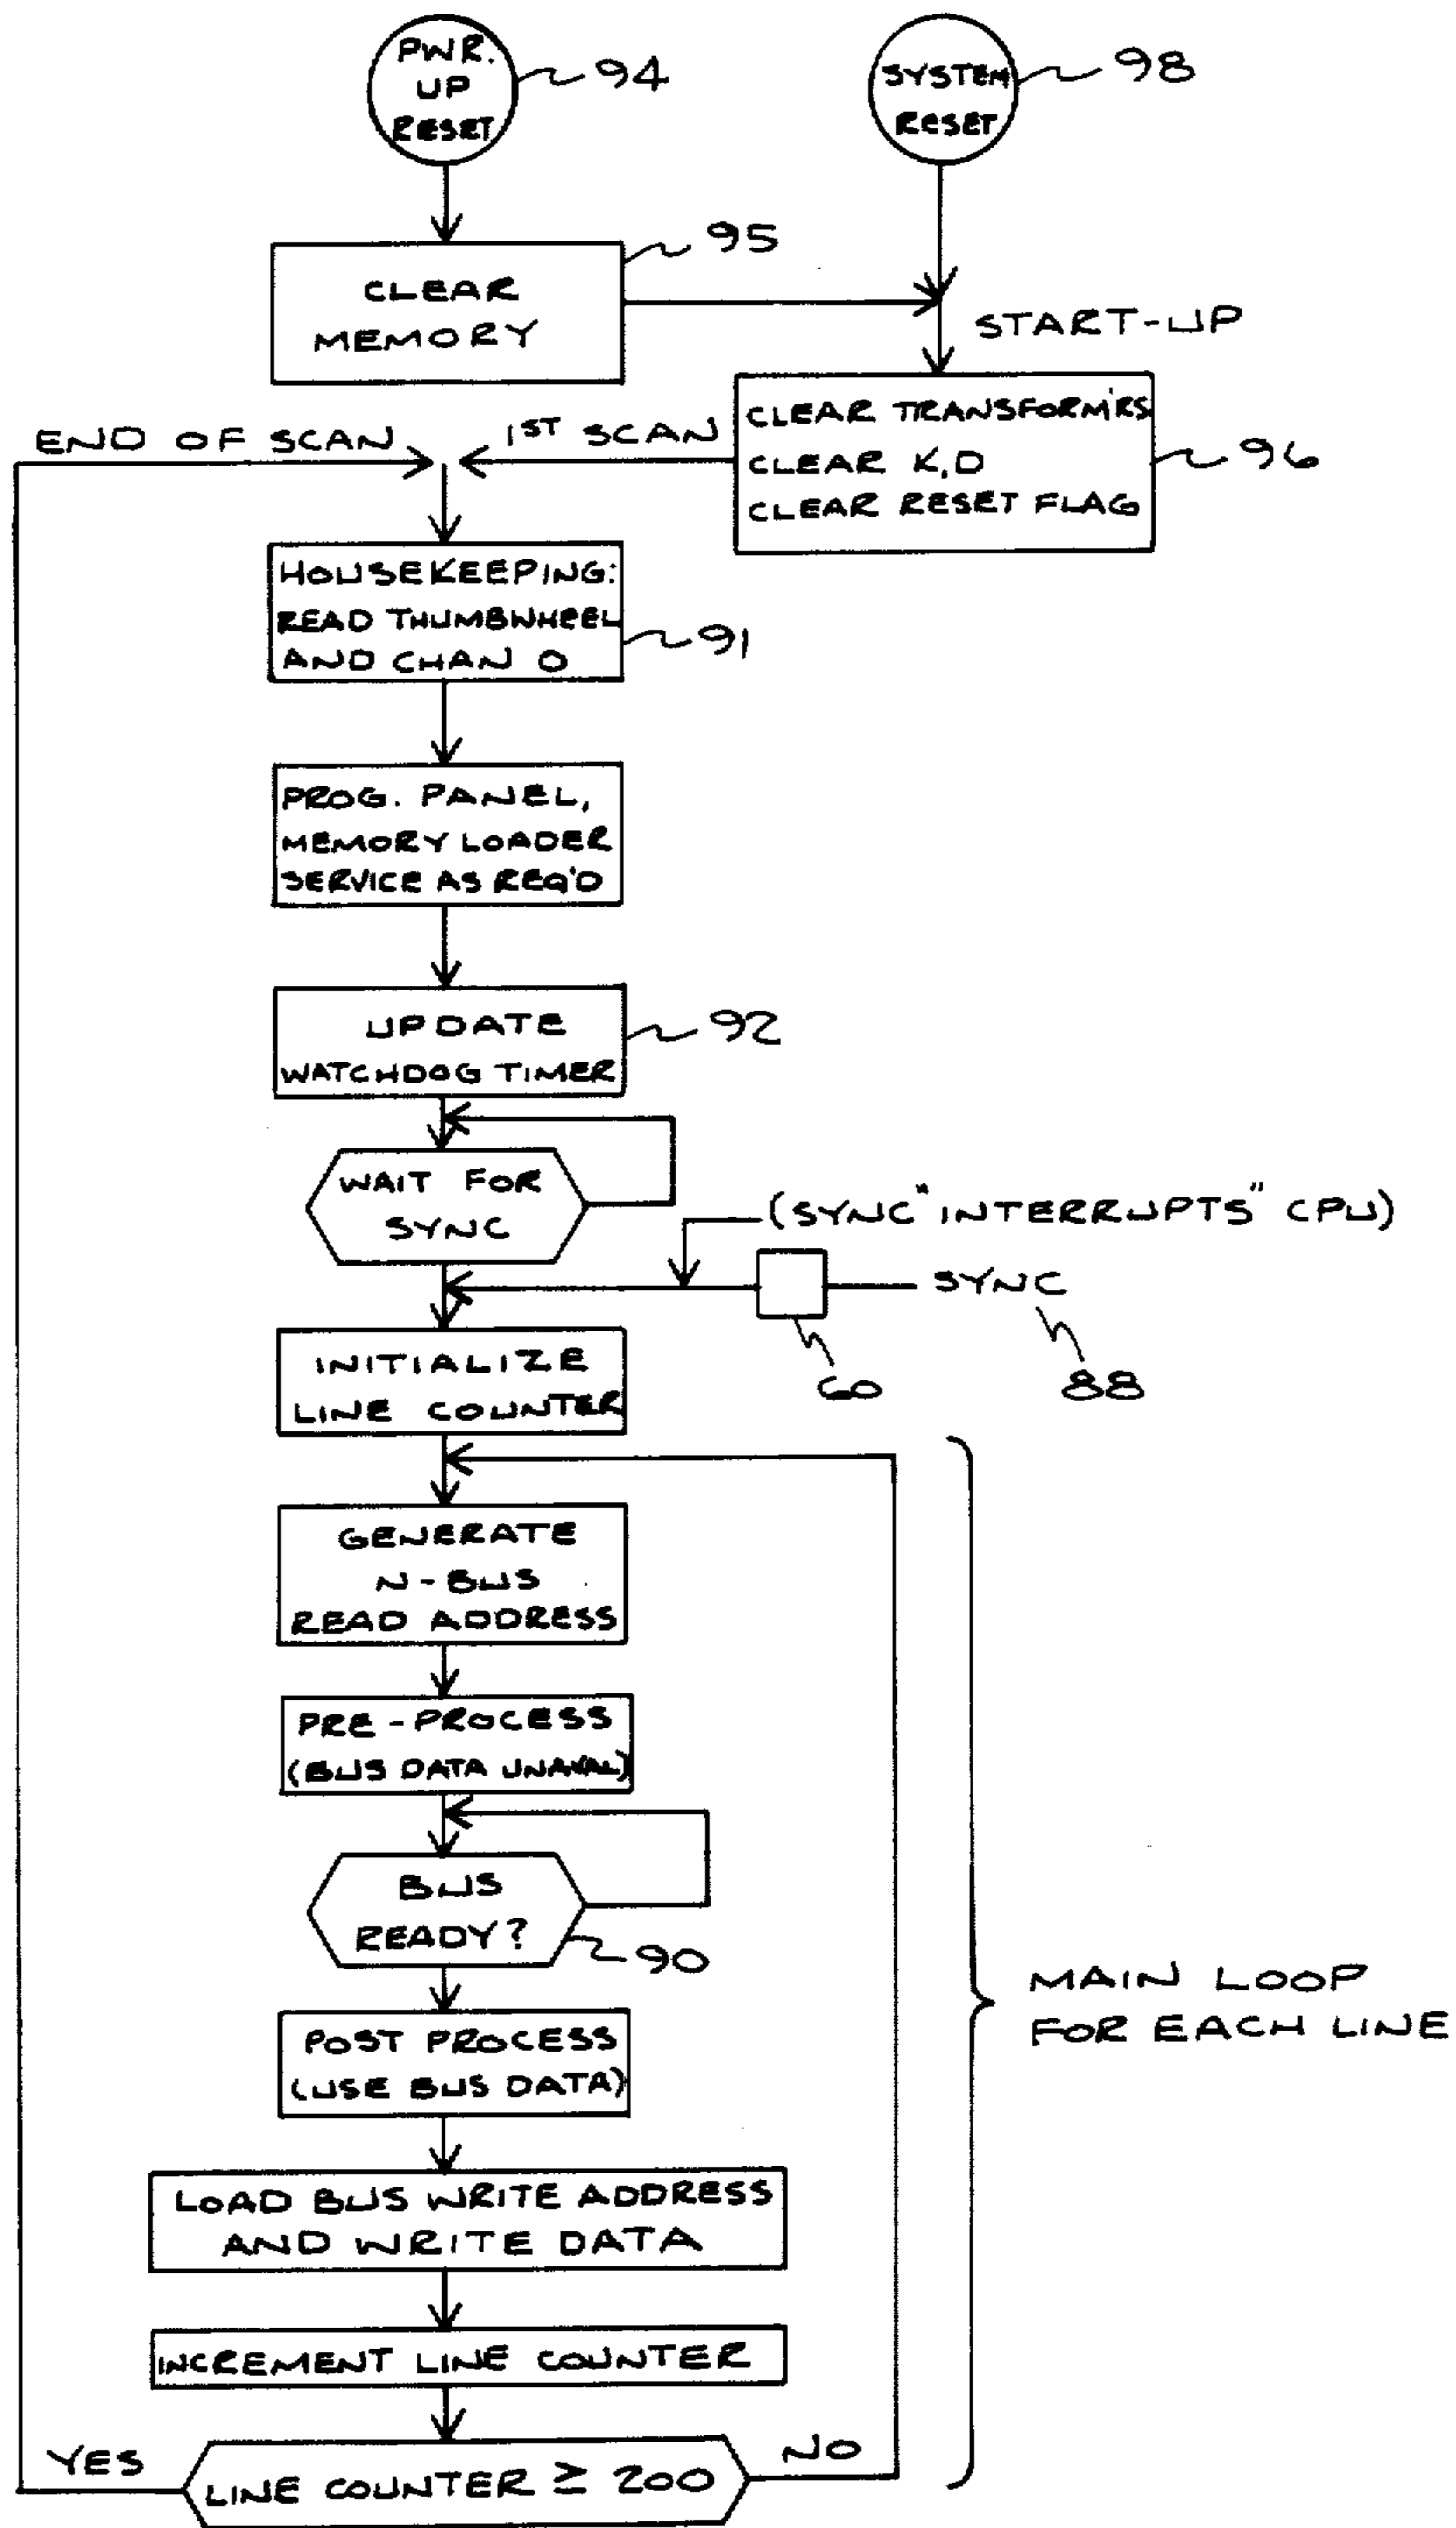 PWR.
UP
RESET
94
SYSTEM
RESET
98
CLEAR
MEMORY
95
START-UP
CLEAR TRANSFORM'RS
CLEAR K,D
CLEAR RESET FLAG
96
END OF SCAN
1ST SCAN
HOUSEKEEPING:
READ THUMBWHEEL
AND CHAN 0
91
PROG. PANEL,
MEMORY LOADER
SERVICE AS REQ'D
UPDATE
WATCHDOG TIMER
92
WAIT FOR
SYNC
(SYNC "INTERRUPTS" CPU)
SYNC
60
88
INITIALIZE
LINE COUNTER
GENERATE
N-BUS
READ ADDRESS
PRE-PROCESS
(BUS DATA UNAVAL)
BUS
READY?
90
POST PROCESS
(USE BUS DATA)
MAIN LOOP
FOR EACH LINE
LOAD BUS WRITE ADDRESS
AND WRITE DATA
INCREMENT LINE COUNTER
YES
NO
LINE COUNTER ≥ 200